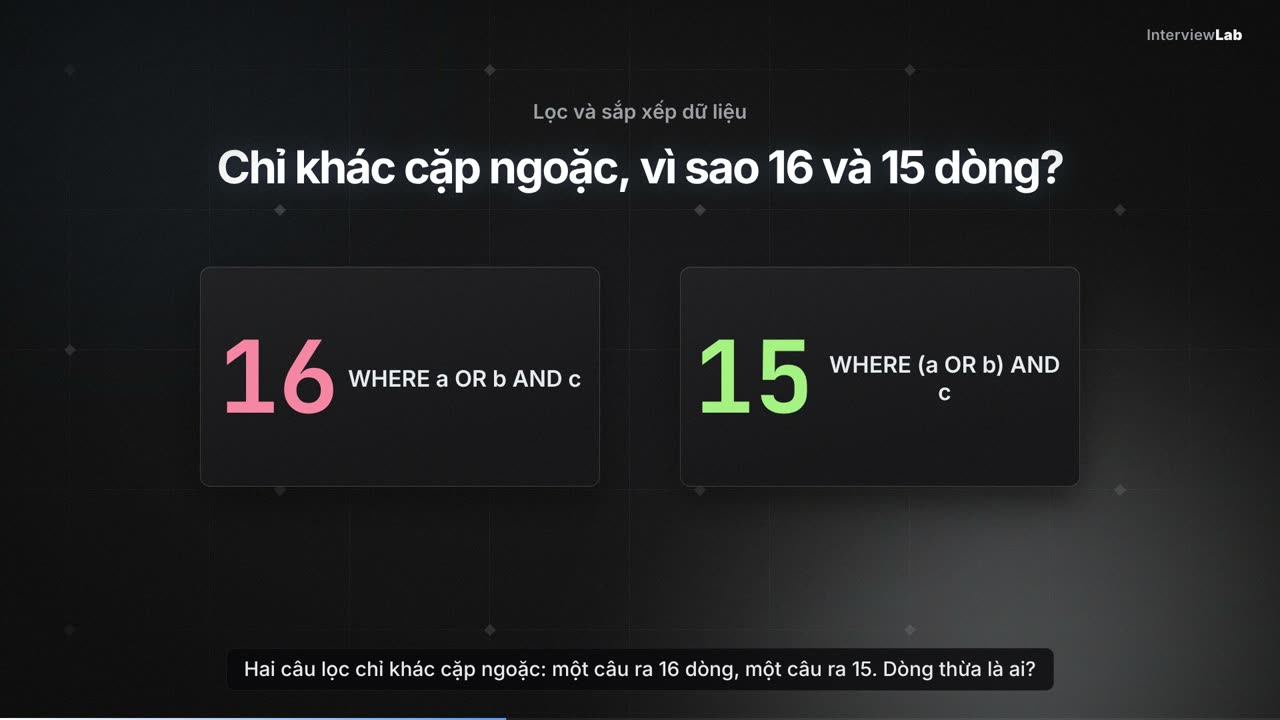 InterviewLab
Lọc và sắp xếp dữ liệu
Chỉ khác cặp ngoặc, vì sao 16 và 15 dòng?
16 WHERE a OR b AND c
15 WHERE (a OR b) AND
c
Hai câu lọc chỉ khác cặp ngoặc: một câu ra 16 dòng, một câu ra 15. Dòng thừa là ai?